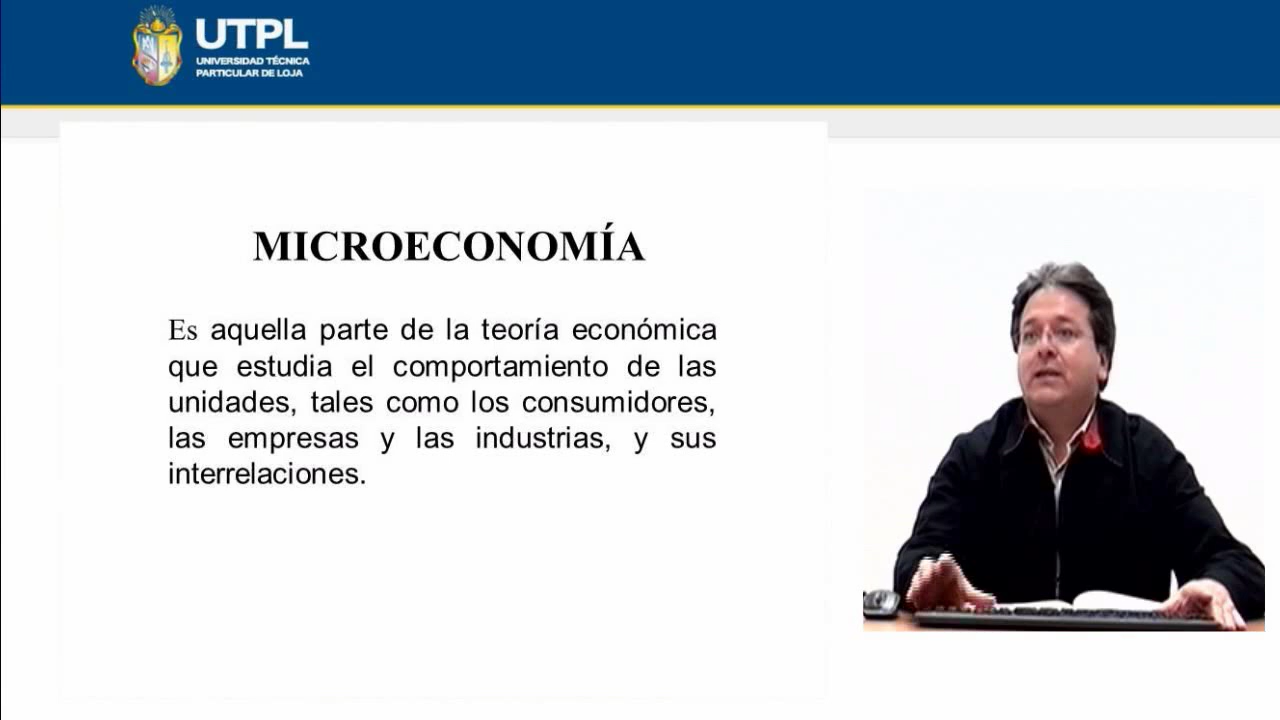 UTPL
UNIVERSIDAD TÉCNICA
PARTICULAR DE LOJA
MICROECONOMÍA
Es aquella parte de la teoría económica
que estudia el comportamiento de las
unidades, tales como los consumidores,
las empresas y las industrias, y sus
interrelaciones.